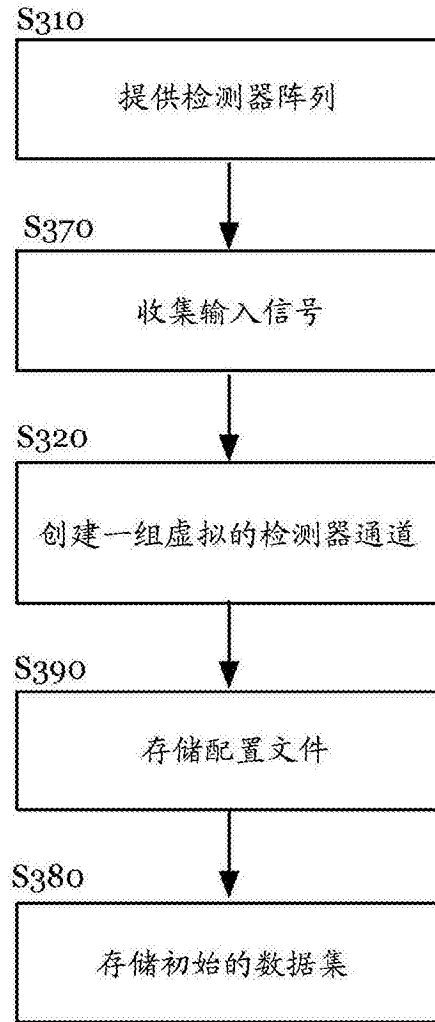 S310
提供检测器阵列
S370
收集输入信号
S320
创建一组虚拟的检测器通道
S390
存储配置文件
S380
存储初始的数据集